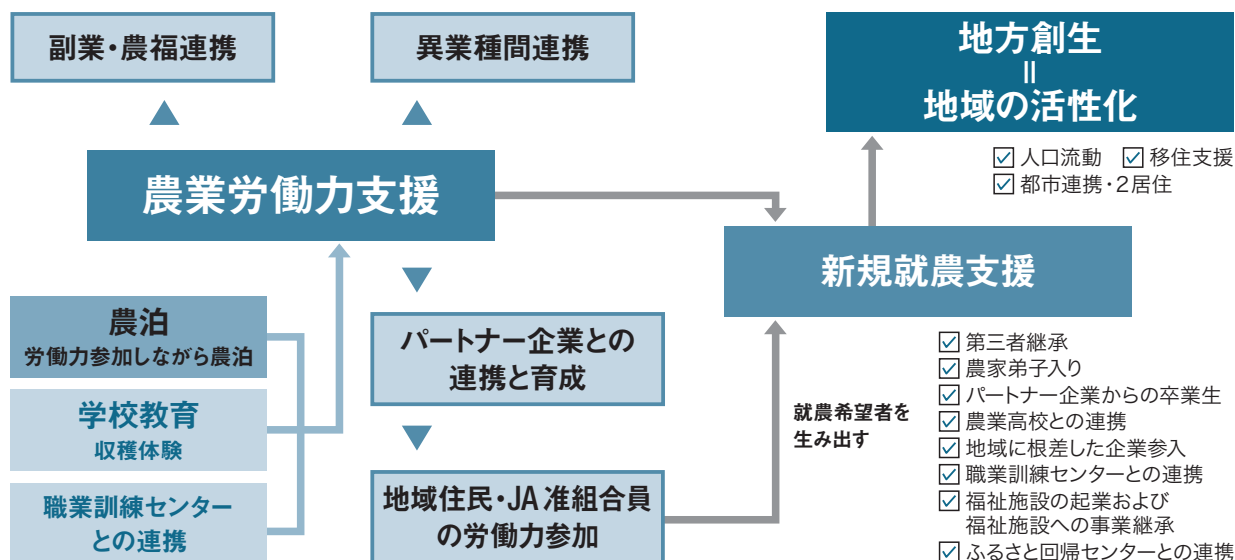 副業・農福連携
異業種間連携
地方創生
=
地域の活性化
人口流動 移住支援
都市連携・2居住
農業労働力支援
新規就農支援
農泊
労働力参加しながら農泊
学校教育
収穫体験
職業訓練センター
との連携
パートナー企業との
連携と育成
地域住民・JA准組合員
の労働力参加
就農希望者を
生み出す
第三者継承
農家弟子入り
パートナー企業からの卒業生
農業高校との連携
地域に根差した企業参入
職業訓練センターとの連携
福祉施設の起業および
福祉施設への事業継承
ふるさと回帰センターとの連携